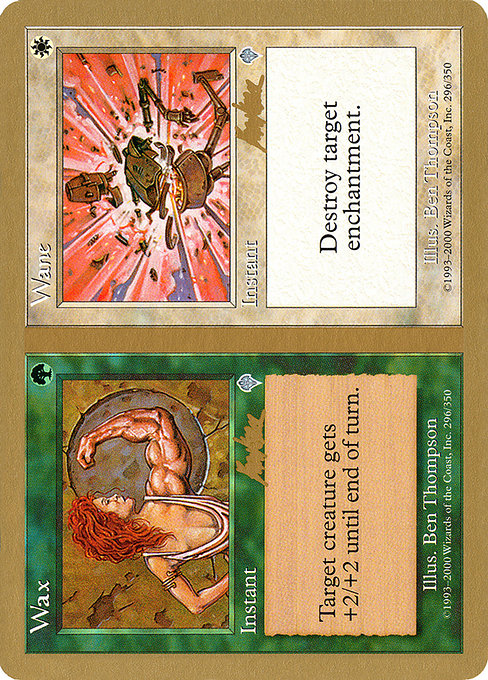 Wax
Instant
Target creature gets
+2/+2 until end of turn.
Illus. Ben Thompson
©1993–2000 Wizards of the Coast, Inc. 296/350
Wane
Instant
Destroy target
enchantment.
Illus. Ben Thompson
©1993–2000 Wizards of the Coast, Inc. 296/350